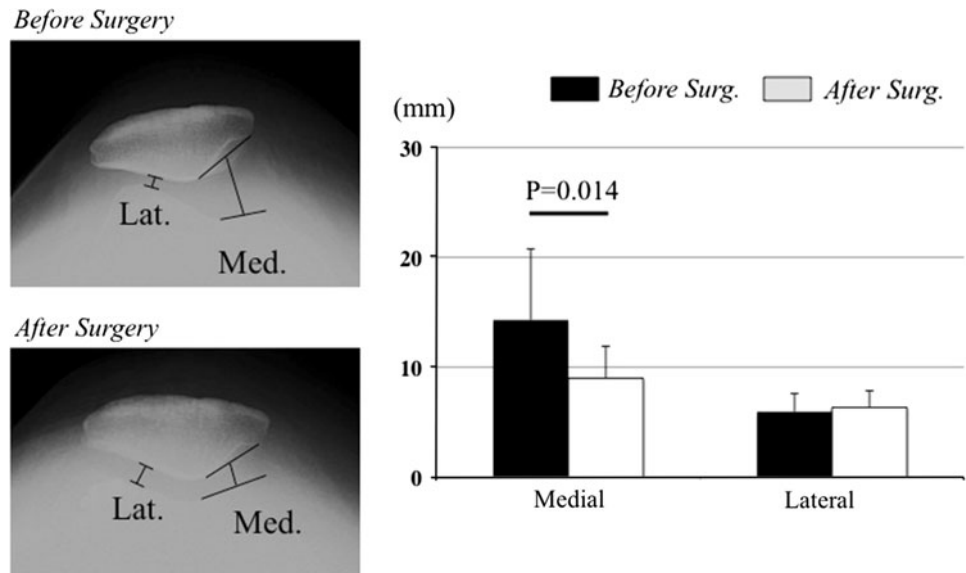 Before Surgery
Lat.
Med.
After Surgery
Lat.
Med.
Before Surg. After Surg.
(mm)
30
P=0.014
20
10
0
Medial Lateral